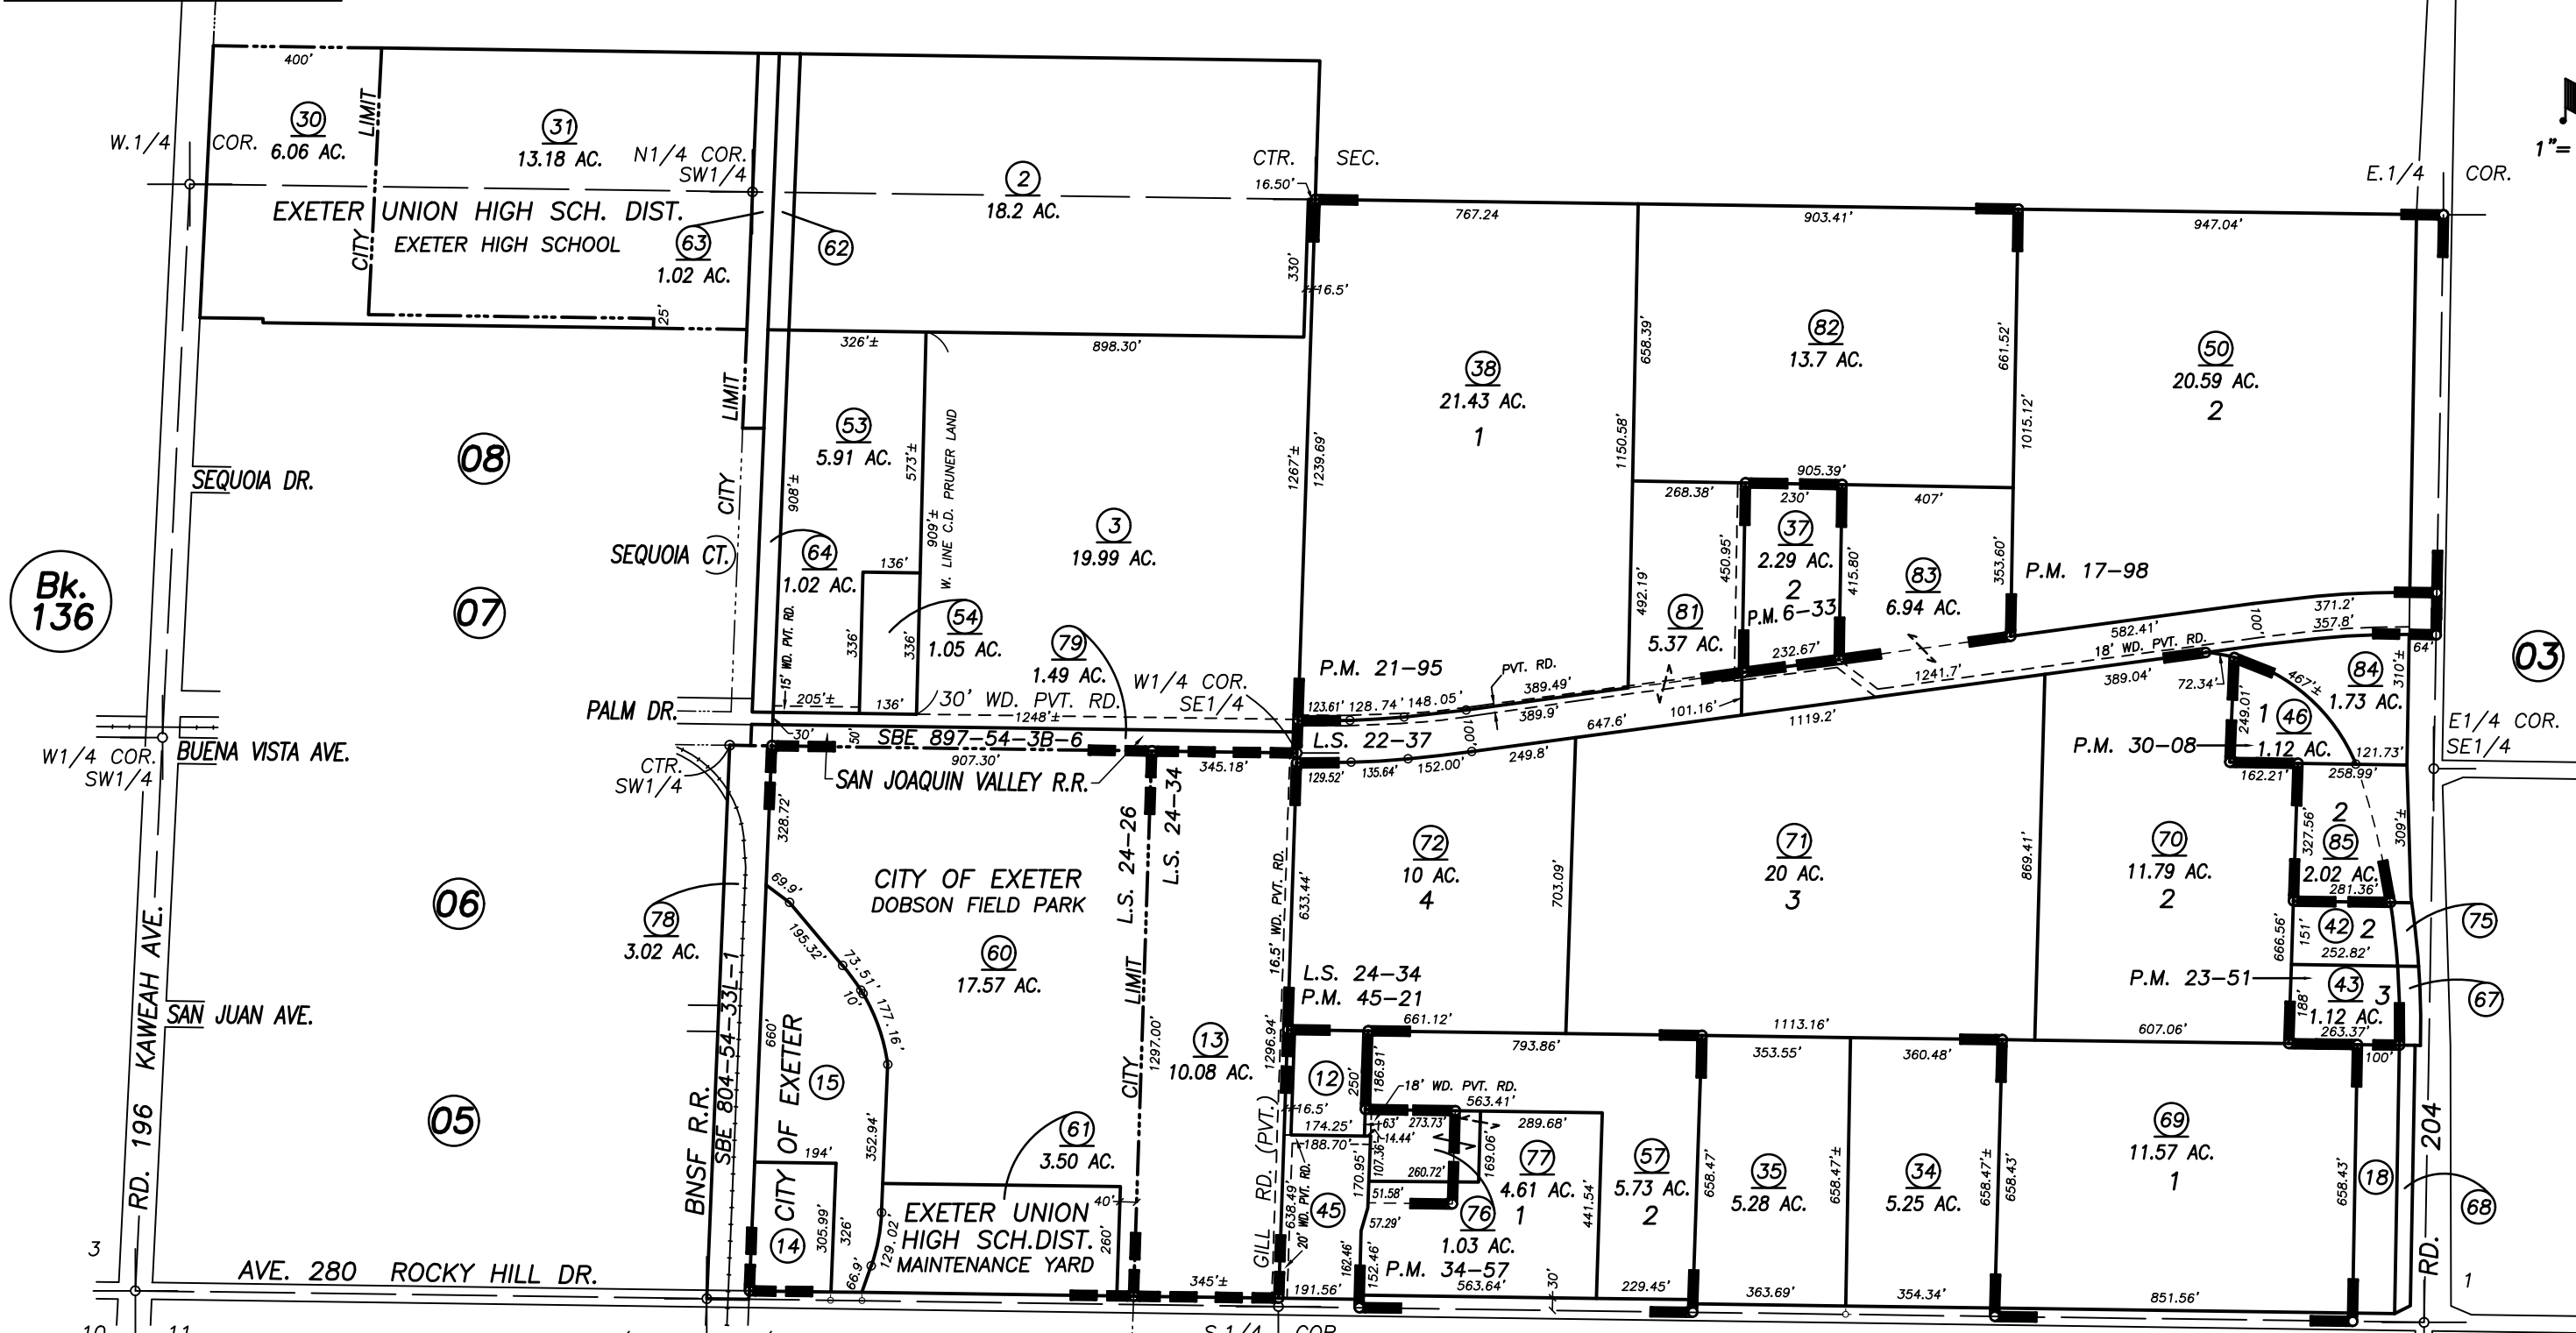 400'
30
6.06 AC.
LIMIT
CITY
31
13.18 AC.
W.1/4 COR.
N1/4 COR.
SW1/4
EXETER UNION HIGH SCH. DIST.
EXETER HIGH SCHOOL
63
1.02 AC.
62
25'
2
18.2 AC.
CTR. SEC.
16.50'
330'
16.5'
E.1/4 COR.
1"=
767.24
903.41'
947.04'
326'±
898.30'
658.39'
82
13.7 AC.
661.52'
50
20.59 AC.
2
38
21.43 AC.
1
LIMIT
CITY
53
5.91 AC.
573'±
W. LINE C.D. PRUNER LAND
909'±
908'±
08
SEQUOIA DR.
3
19.99 AC.
1267'±
1239.69'
1150.58'
1015.12'
905.39'
268.38'
230'
407'
37
2.29 AC.
2
P.M. 6-33
450.95'
415.80'
492.19'
353.60'
83
6.94 AC.
81
5.37 AC.
P.M. 17-98
SEQUOIA CT.
64
1.02 AC.
136'
Bk.
136
07
15' WD. PVT. RD.
336'
336'
54
1.05 AC.
79
1.49 AC.
03
371.2'
357.8'
100'
582.41'
18' WD. PVT. RD.
64'
232.67'
1241.7'
389.04'
72.34'
467'±
84
1.73 AC.
310'±
P.M. 21-95
PVT. RD.
389.49'
389.9'
123.61'
128.74'
148.05'
100'
101.16'
647.6'
1119.2'
W1/4 COR.
SE1/4
PALM DR.
205'±
136'
30' WD. PVT. RD.
1248'±
30'
50'
SBE 897-54-3B-6
907.30'
345.18'
L.S. 22-37
129.52'
135.64'
152.00'
249.8'
249.01'
1
46
1.12 AC.
P.M. 30-08
162.21'
258.99'
121.73'
E1/4 COR.
SE1/4
W1/4 COR.
SW1/4
BUENA VISTA AVE.
CTR.
SW1/4
SAN JOAQUIN VALLEY R.R.
328.72'
L.S. 24-26
L.S. 24-34
CITY OF EXETER
DOBSON FIELD PARK
60
17.57 AC.
16.5' WD. PVT. RD.
633.44'
72
10 AC.
4
703.09'
71
20 AC.
3
869.41'
70
11.79 AC.
2
327.56'
2
85
2.02 AC.
281.36'
309'±
06
78
3.02 AC.
69.9'
195.32'
73.51'
10'
177.16'
LIMIT
CITY
L.S. 24-34
P.M. 45-21
666.56'
151'
42
2
252.82'
75
P.M. 23-51
188'
43
3
1.12 AC.
263.37'
67
RD. 196 KAWEAH AVE.
SAN JUAN AVE.
SBE 804-54-33L-1
BNSF R.R.
660'
CITY OF EXETER
15
1297.00'
13
10.08 AC.
1296.94'
661.12'
1113.16'
607.06'
100'
793.86'
353.55'
360.48'
12
250'
186.91'
18' WD. PVT. RD.
563.41'
05
352.94'
61
3.50 AC.
194'
16.5'
174.25'
188.70'
63'
273.73'
14.44'
107.36'
289.68'
169.06'
260.72'
77
4.61 AC.
1
57
5.73 AC.
2
658.47'
35
5.28 AC.
658.47'±
34
5.25 AC.
658.47'±
658.43'
69
11.57 AC.
1
658.43'
18
68
RD. 204
GILL RD. (PVT.)
638.49'
20' WD. PVT. RD.
45
170.95'
51.58'
57.29'
76
1.03 AC.
441.54'
40'
260'
EXETER UNION
HIGH SCH.DIST.
MAINTENANCE YARD
305.99'
326'
129.02'
66.9'
14
162.46'
152.46'
P.M. 34-57
563.64'
30'
229.45'
363.69'
354.34'
851.56'
345'±
191.56'
AVE. 280 ROCKY HILL DR.
3
1
10
11
S.1/4 COR.